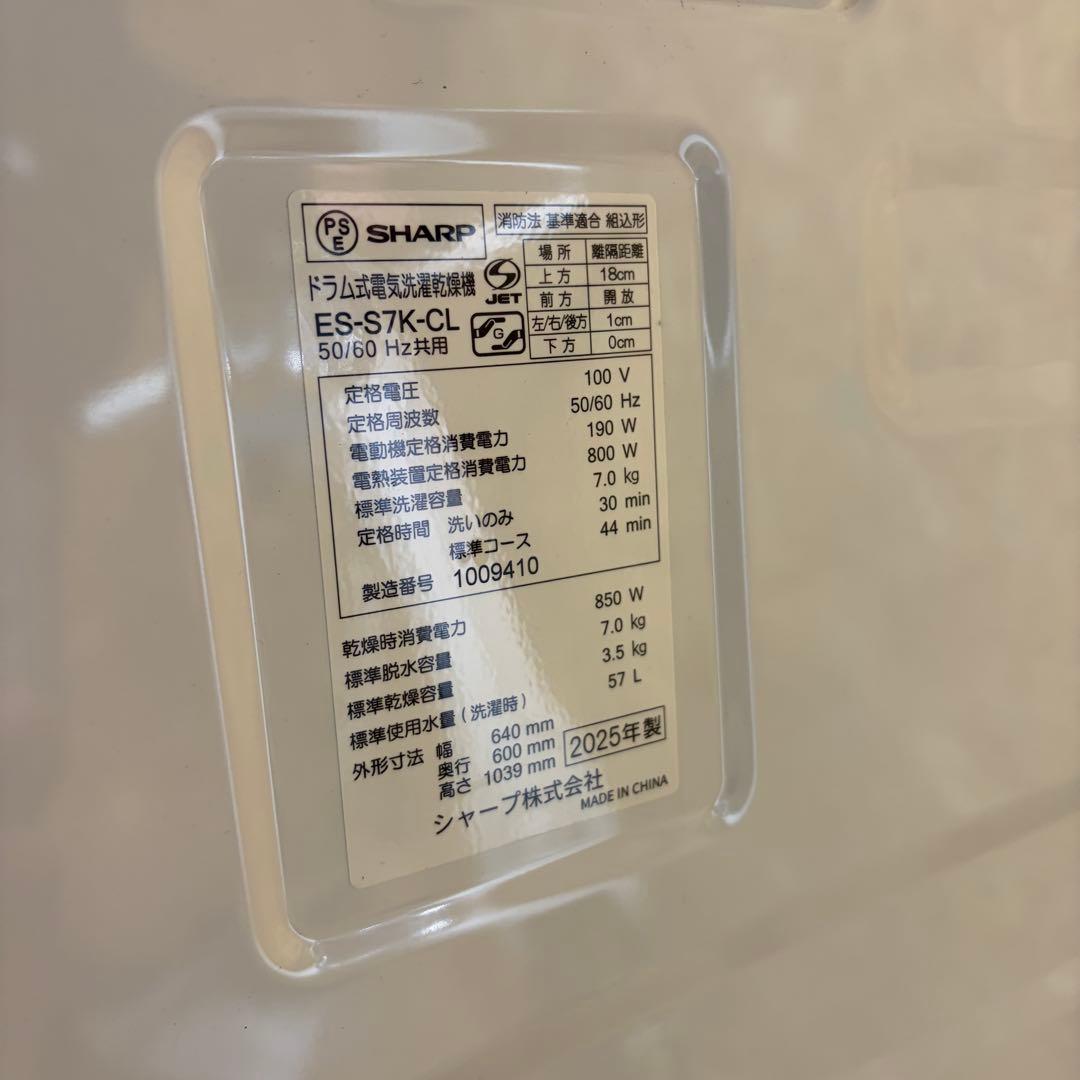 PSE SHARP
消防法 基準適合 組込形
場所 離隔距離
上方 18cm
前方 開放
左/右/後方 1cm
下方 0cm
ドラム式電気洗濯乾燥機
S JET
ES-S7K-CL
G
50/60 Hz共用
定格電圧 100 V
定格周波数 50/60 Hz
電動機定格消費電力 190 W
電熱装置定格消費電力 800 W
標準洗濯容量 7.0 kg
定格時間 洗いのみ 30 min
標準コース 44 min
製造番号 1009410
乾燥時消費電力 850 W
標準脱水容量 7.0 kg
標準乾燥容量 3.5 kg
標準使用水量(洗濯時) 57 L
外形寸法 幅 640 mm
奥行 600 mm
高さ 1039 mm
2025年製
シャープ株式会社
MADE IN CHINA